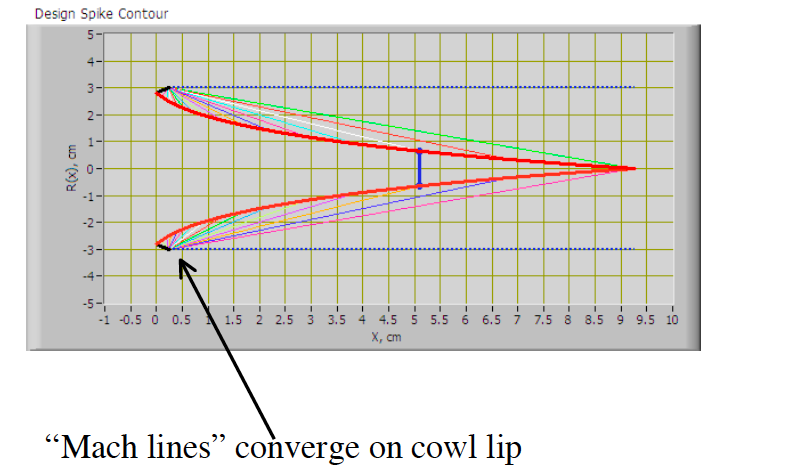 Design Spike Contour
5
4
3
2
1
0
-1
-2
-3
-4
-5
R(x), cm
-1 -0.5 0 0.5 1 1.5 2 2.5 3 3.5 4 4.5 5 5.5 6 6.5 7 7.5 8 8.5 9 9.5 10
X, cm
“Mach lines” converge on cowl lip